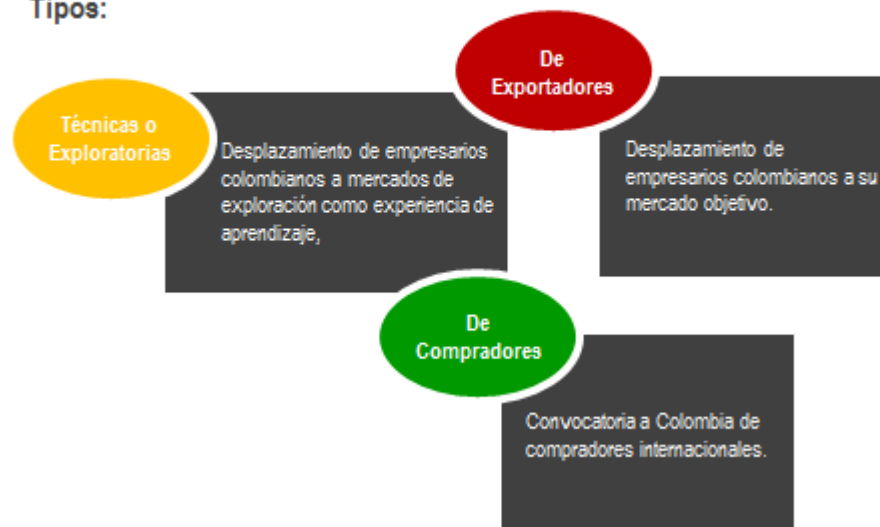 Tipos:
Técnicas o
Exploratorias
Desplazamiento de empresarios
colombianos a mercados de
exploración como experiencia de
aprendizaje,
De
Exportadores
Desplazamiento de
empresarios colombianos a su
mercado objetivo.
De
Compradores
Convocatoria a Colombia de
compradores internacionales.